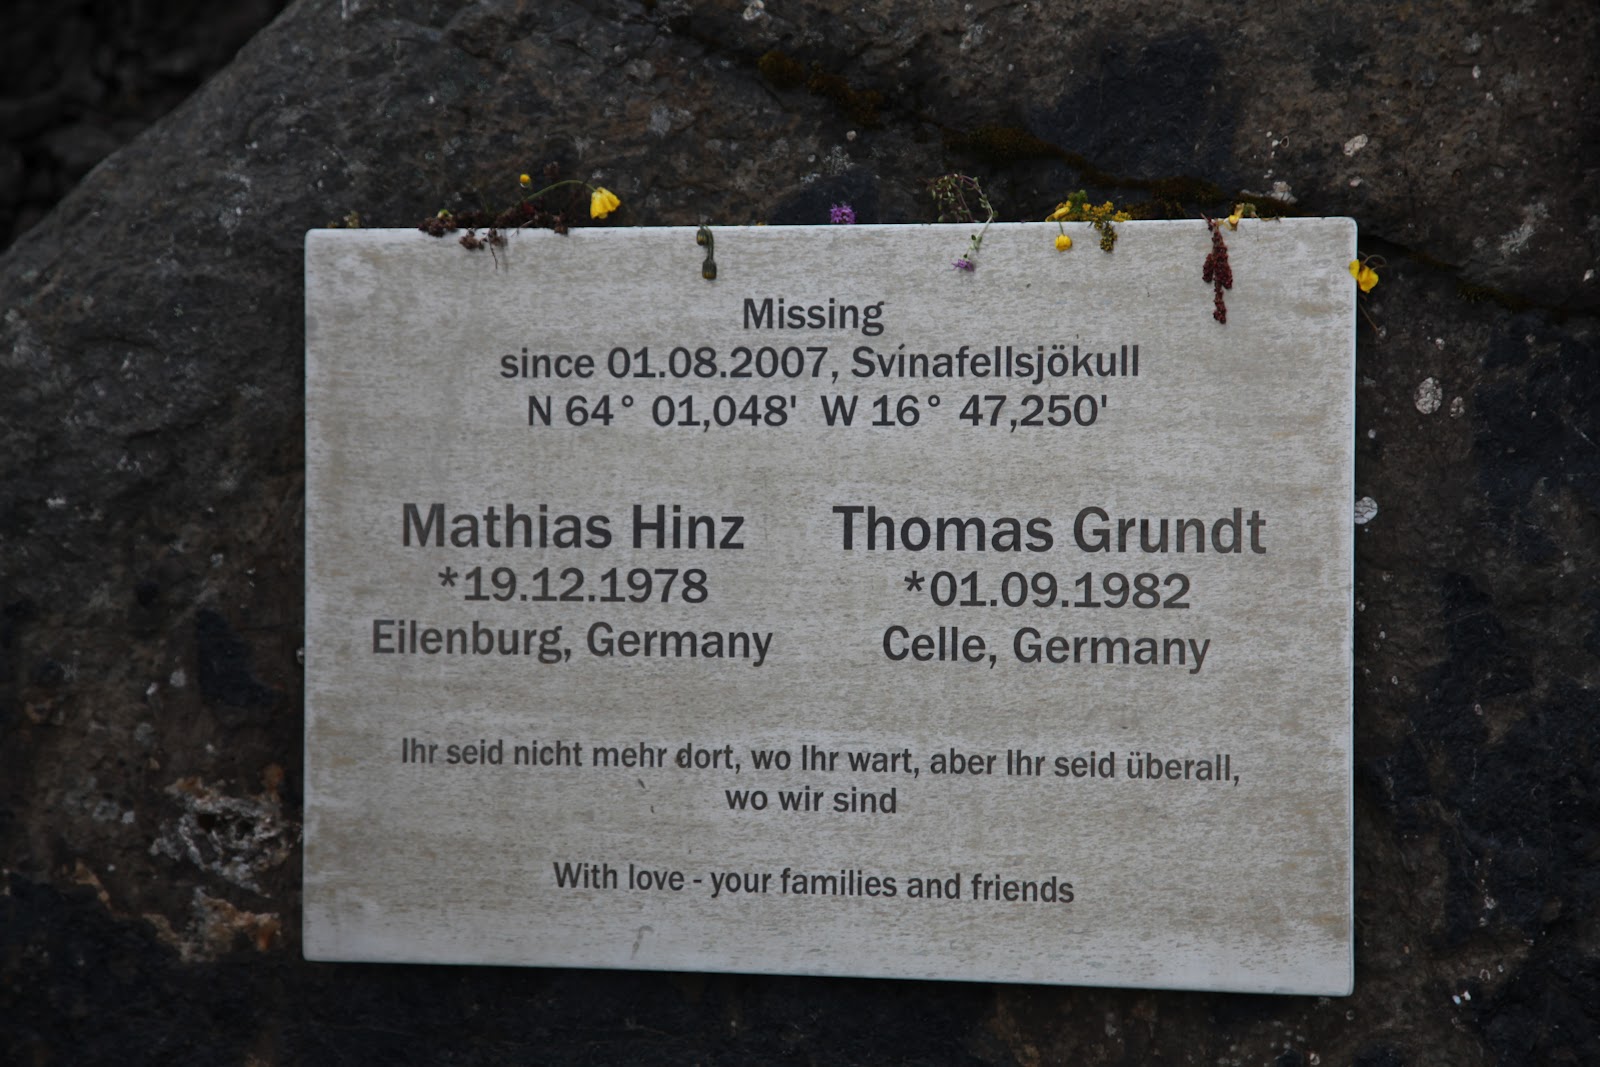 Missing
since 01.08.2007, Svínafellsjökull
N 64° 01,048' W 16° 47,250'
Mathias Hinz
*19.12.1978
Eilenburg, Germany
Thomas Grundt
*01.09.1982
Celle, Germany
Ihr seid nicht mehr dort, wo Ihr wart, aber Ihr seid überall,
wo wir sind
With love - your families and friends